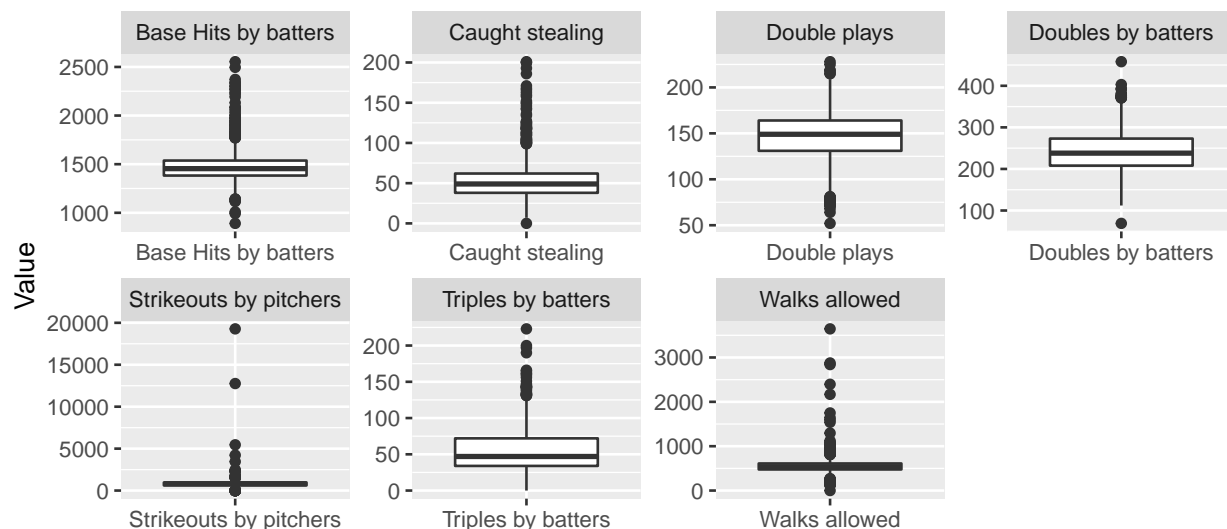 Value
Base Hits by batters
2500
2000
1500
1000
Base Hits by batters
Caught stealing
200
150
100
50
0
Caught stealing
Double plays
200
150
100
50
Double plays
Doubles by batters
400
300
200
100
Doubles by batters
Strikeouts by pitchers
20000
15000
10000
5000
0
Strikeouts by pitchers
Triples by batters
200
150
100
50
0
Triples by batters
Walks allowed
3000
2000
1000
0
Walks allowed